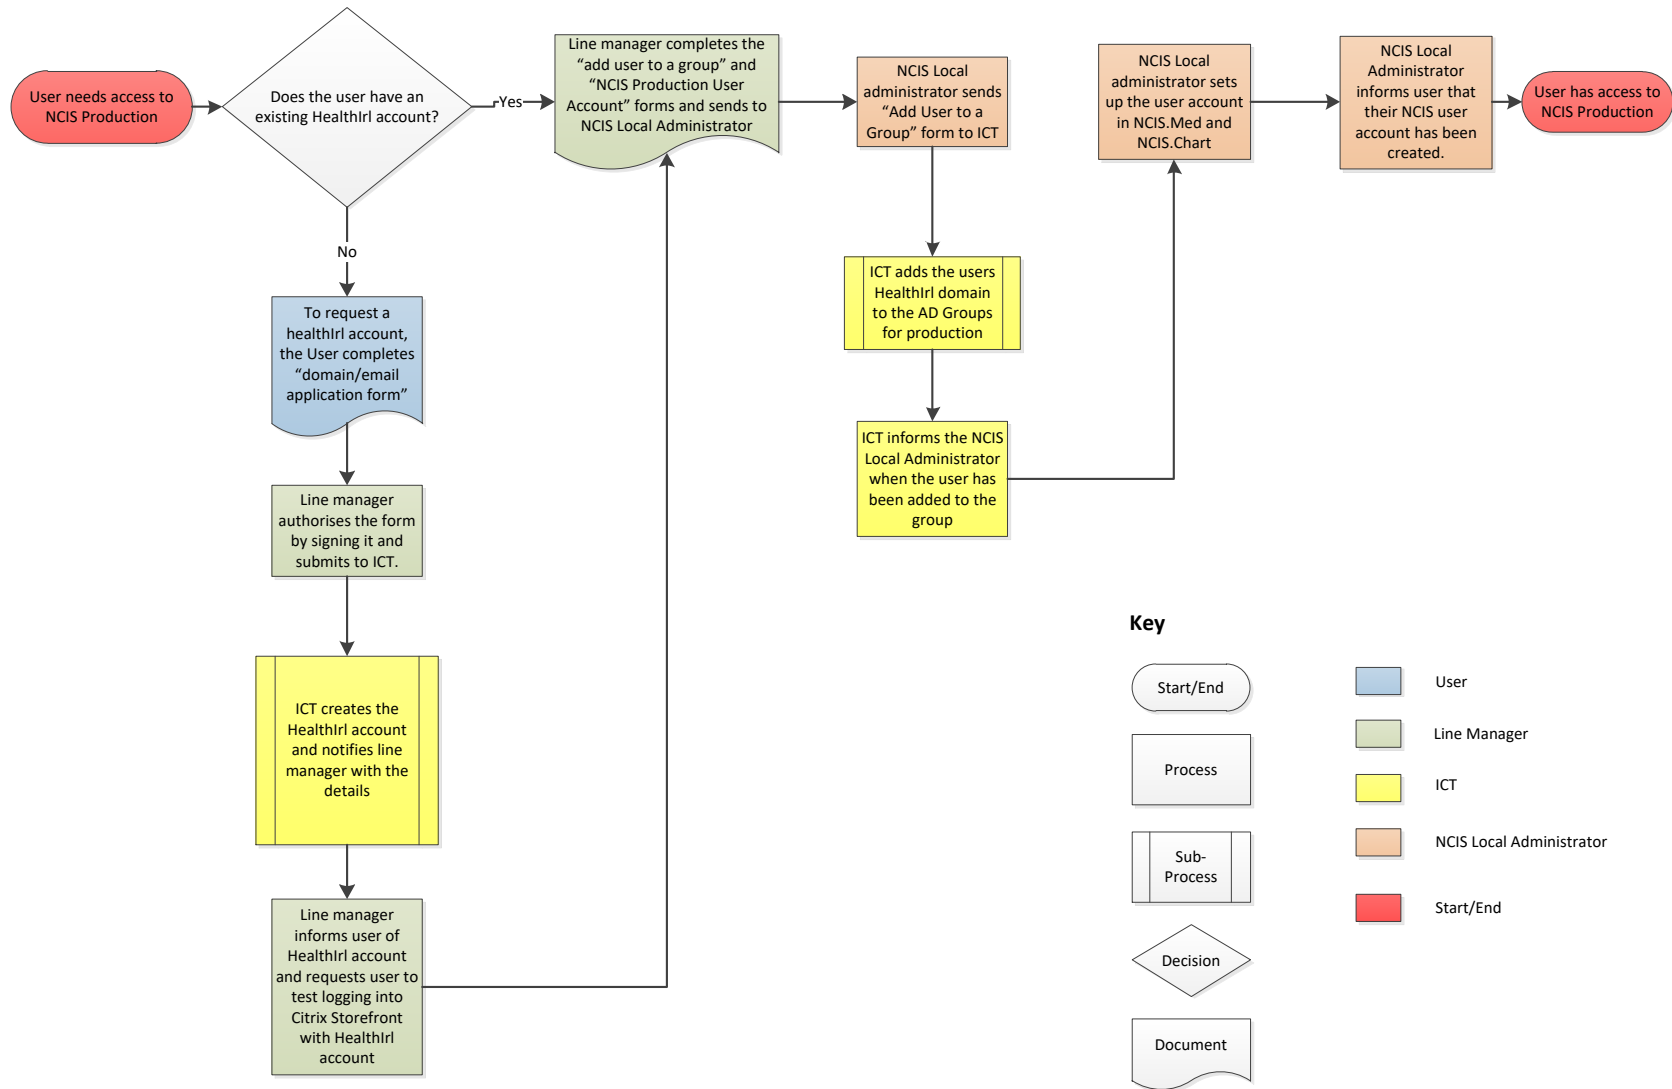 User needs access to
NCIS Production
Does the user have an
existing HealthIrl account?
Yes
No
Line manager completes the
“add user to a group” and
“NCIS Production User
Account” forms and sends to
NCIS Local Administrator
NCIS Local
administrator sends
“Add User to a
Group” form to ICT
NCIS Local
administrator sets
up the user account
in NCIS.Med and
NCIS.Chart
NCIS Local
Administrator
informs user that
their NCIS user
account has been
created.
User has access to
NCIS Production
To request a
healthIrl account,
the User completes
“domain/email
application form”
ICT adds the users
HealthIrl domain
to the AD Groups
for production
ICT informs the NCIS
Local Administrator
when the user has
been added to the
group
Line manager
authorises the form
by signing it and
submits to ICT.
ICT creates the
HealthIrl account
and notifies line
manager with the
details
Line manager
informs user of
HealthIrl account
and requests user to
test logging into
Citrix Storefront
with HealthIrl
account
Key
Start/End
Process
Sub-
Process
Decision
Document
User
Line Manager
ICT
NCIS Local Administrator
Start/End